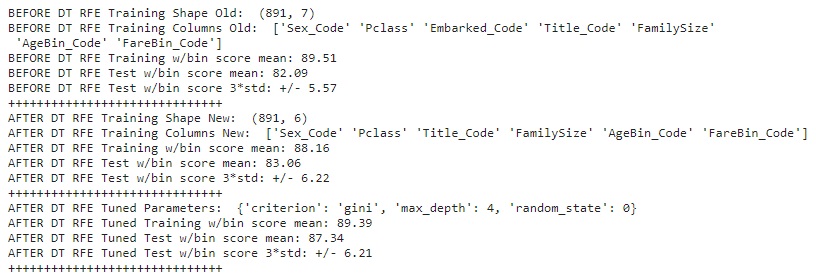 BEFORE DT RFE Training Shape Old:  (891, 7)
BEFORE DT RFE Training Columns Old:  ['Sex_Code' 'Pclass' 'Embarked_Code' 'Title_Code' 'FamilySize'
 'AgeBin_Code' 'FareBin_Code']
BEFORE DT RFE Training w/bin score mean: 89.51
BEFORE DT RFE Test w/bin score mean: 82.09
BEFORE DT RFE Test w/bin score 3*std: +/- 5.57
++++++++++++++++++++++++++++++
AFTER DT RFE Training Shape New:  (891, 6)
AFTER DT RFE Training Columns New:  ['Sex_Code' 'Pclass' 'Title_Code' 'FamilySize' 'AgeBin_Code' 'FareBin_Code']
AFTER DT RFE Training w/bin score mean: 88.16
AFTER DT RFE Test w/bin score mean: 83.06
AFTER DT RFE Test w/bin score 3*std: +/- 6.22
++++++++++++++++++++++++++++++
AFTER DT RFE Tuned Parameters:  {'criterion': 'gini', 'max_depth': 4, 'random_state': 0}
AFTER DT RFE Tuned Training w/bin score mean: 89.39
AFTER DT RFE Tuned Test w/bin score mean: 87.34
AFTER DT RFE Tuned Test w/bin score 3*std: +/- 6.21
++++++++++++++++++++++++++++++